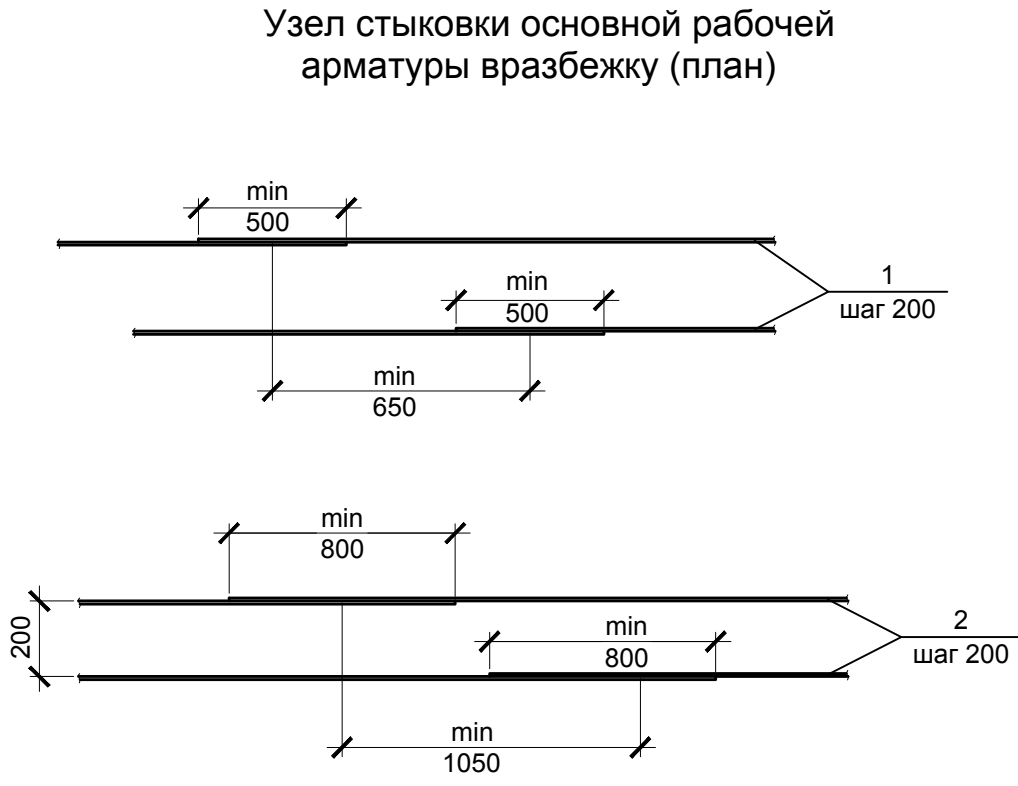 Узел стыковки основной рабочей
арматуры вразбежку (план)
min
500
min
500
1
шаг 200
min
650
min
800
200
min
800
2
шаг 200
min
1050